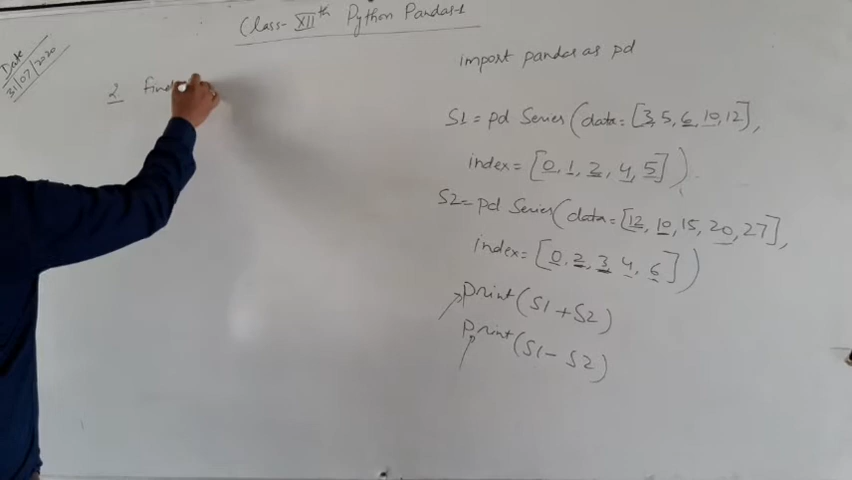 Class-XIIth Python Pandas-1
Date
31/07/2020
2 Find
import pandas as pd
S1 = pd Series(data=[3,5,6,10,12],
index=[0,1,2,4,5])
S2=pd Series(data=[12,10,15,20,27],
index=[0,2,3,4,6])
print(S1+S2)
print(S1-S2)